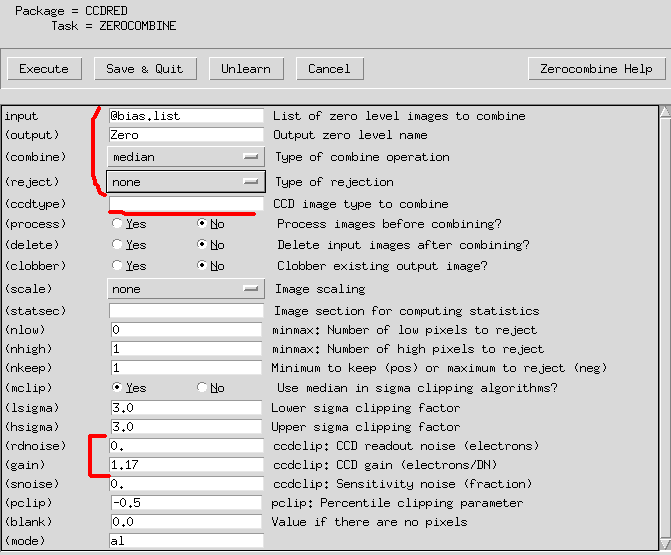 Package = CCDRED
Task = ZEROCOMBINE
Execute Save & Quit Unlearn Cancel Zerocombine Help
input @bias.list List of zero level images to combine
(output) Zero Output zero level name
(combine) median Type of combine operation
(reject) none Type of rejection
(ccdtype) CCD image type to combine
(process) Yes No Process images before combining?
(delete) Yes No Delete input images after combining?
(clobber) Yes No Clobber existing output image?
(scale) none Image scaling
(statsec) Image section for computing statistics
(nlow) 0 minmax: Number of low pixels to reject
(nhigh) 1 minmax: Number of high pixels to reject
(nkeep) 1 Minimum to keep (pos) or maximum to reject (neg)
(mclip) Yes No Use median in sigma clipping algorithms?
(lsigma) 3.0 Lower sigma clipping factor
(hsigma) 3.0 Upper sigma clipping factor
(rdnoise) 0. ccdclip: CCD readout noise (electrons)
(gain) 1.17 ccdclip: CCD gain (electrons/DN)
(snoise) 0. ccdclip: Sensitivity noise (fraction)
(pclip) -0.5 pclip: Percentile clipping parameter
(blank) 0.0 Value if there are no pixels
(mode) al